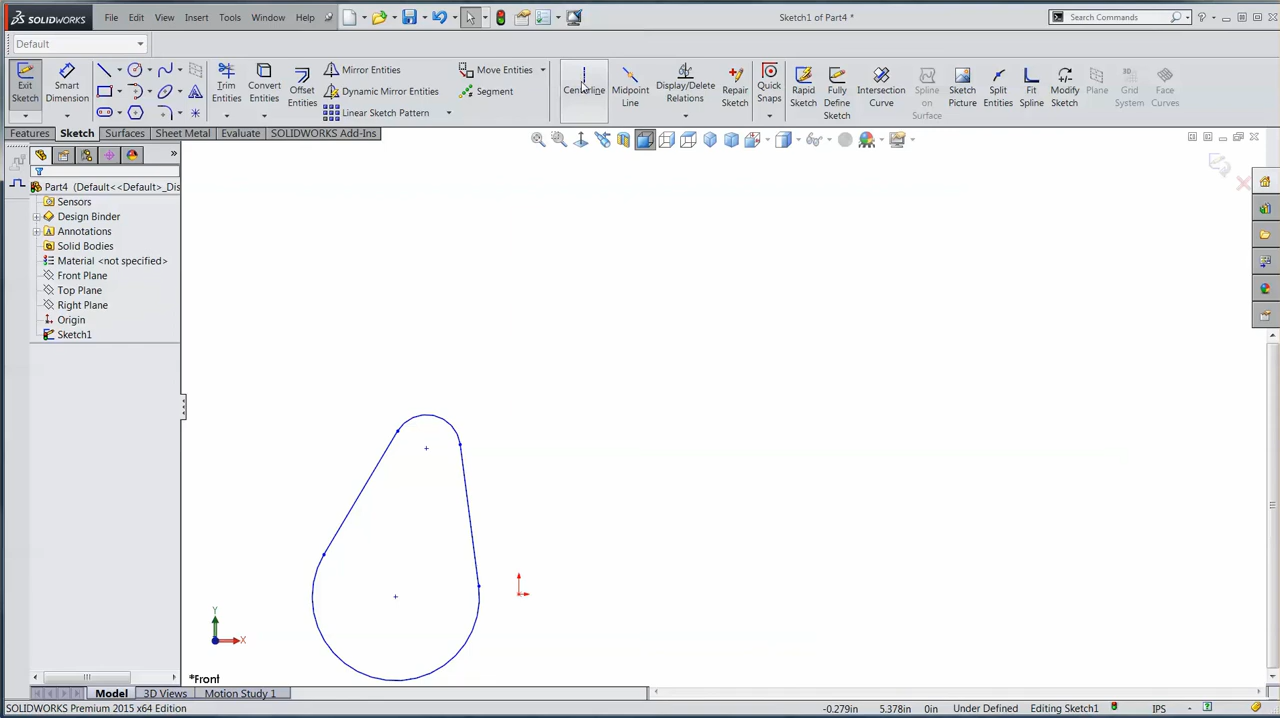 SOLIDWORKS File Edit View Insert Tools Window Help Sketch1 of Part4 * Search Commands
Default
Exit Sketch
Smart Dimension
Trim Entities
Convert Entities
Offset Entities
Mirror Entities
Dynamic Mirror Entities
Linear Sketch Pattern
Move Entities
Segment
Centerline
Midpoint Line
Display/Delete Relations
Repair Sketch
Quick Snaps
Rapid Sketch
Fully Define Sketch
Intersection Curve
Spline on Surface
Sketch Picture
Split Entities
Fit Spline
Modify Sketch
Plane
3D Grid System
Face Curves
Features Sketch Surfaces Sheet Metal Evaluate SOLIDWORKS Add-Ins
Part4 (Default<<Default>_Dis
Sensors
Design Binder
Annotations
Solid Bodies
Material <not specified>
Front Plane
Top Plane
Right Plane
Origin
Sketch1
Y
X
*Front
Model 3D Views Motion Study 1
SOLIDWORKS Premium 2015 x64 Edition -0.279in 5.378in 0in Under Defined Editing Sketch1 IPS -